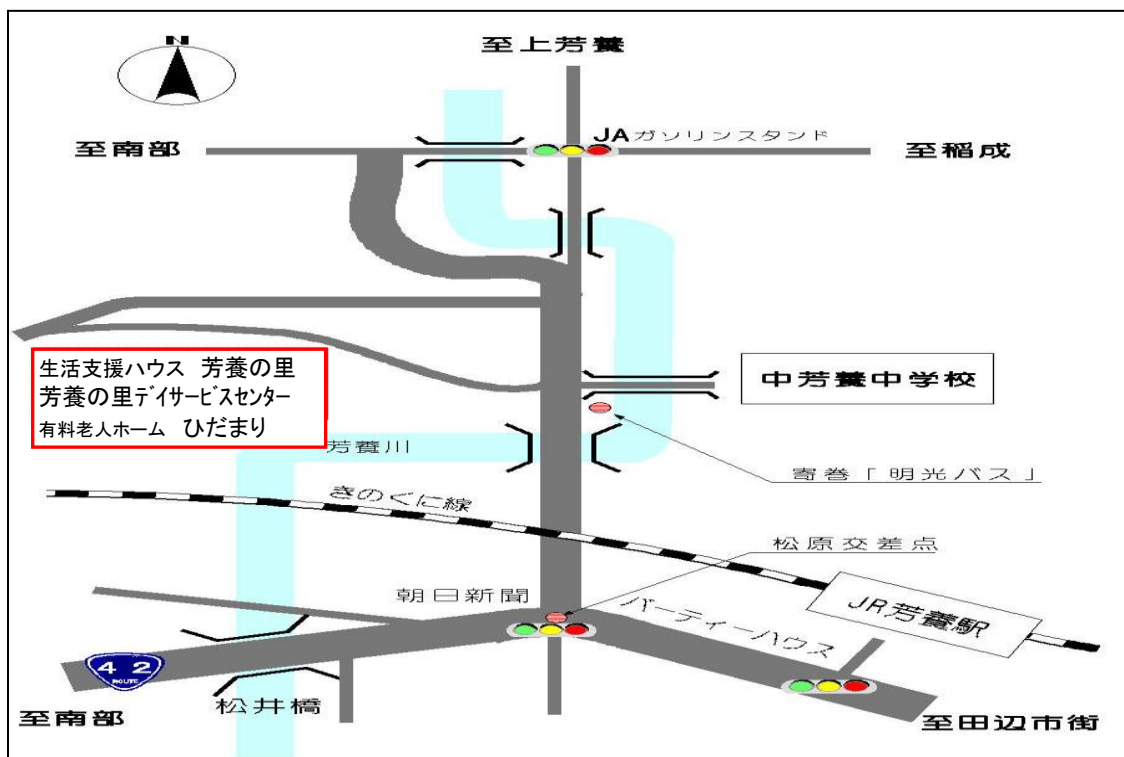 N
至上芳養
JAガソリンスタンド
至南部
至稲成
生活支援ハウス 芳養の里
芳養の里ﾃﾞｲｻｰﾋﾞｽｾﾝﾀｰ
有料老人ホーム ひだまり
中芳養中学校
芳養川
寄巻「明光バス」
きのくに線
松原交差点
朝日新聞
パーティーハウス
JR芳養駅
42
ROUTE
松井橋
至南部
至田辺市街